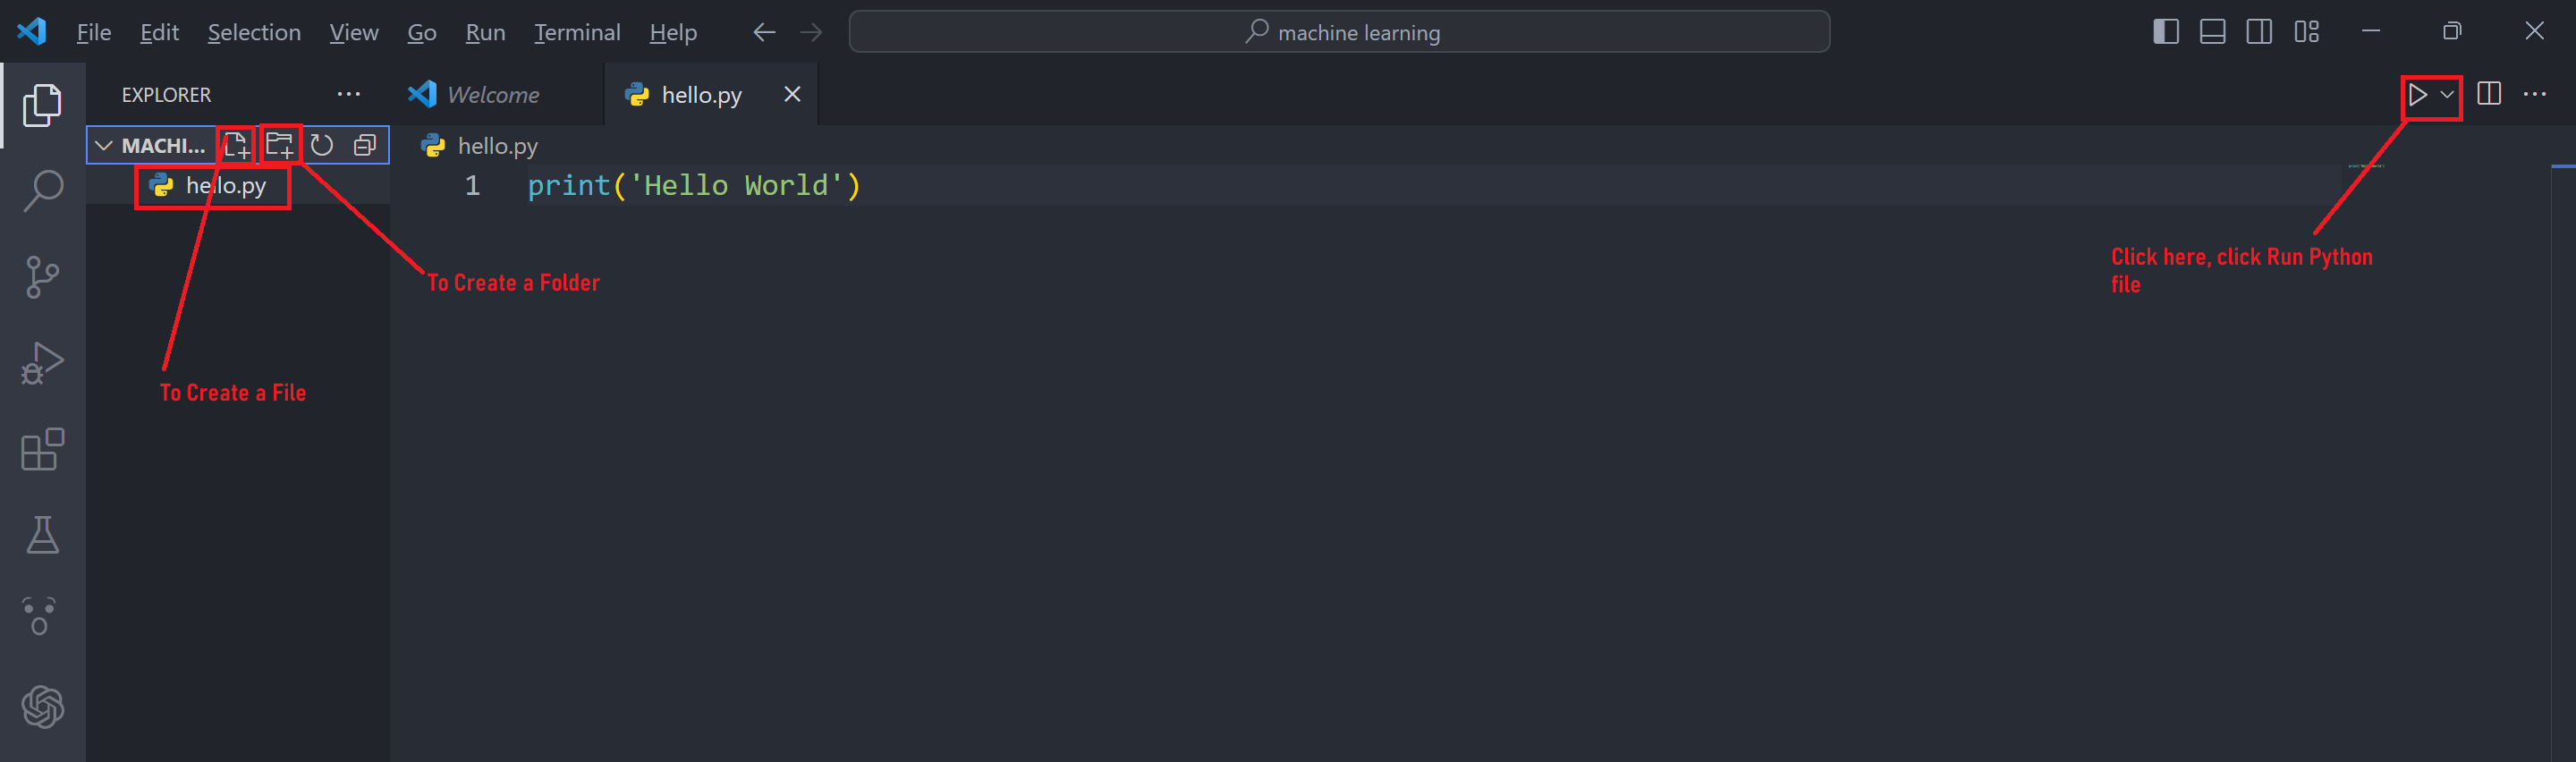 File Edit Selection View Go Run Terminal Help
machine learning
EXPLORER
Welcome
hello.py
MACHI...
hello.py
hello.py
1 print('Hello World')
To Create a Folder
To Create a File
Click here, click Run Python
file